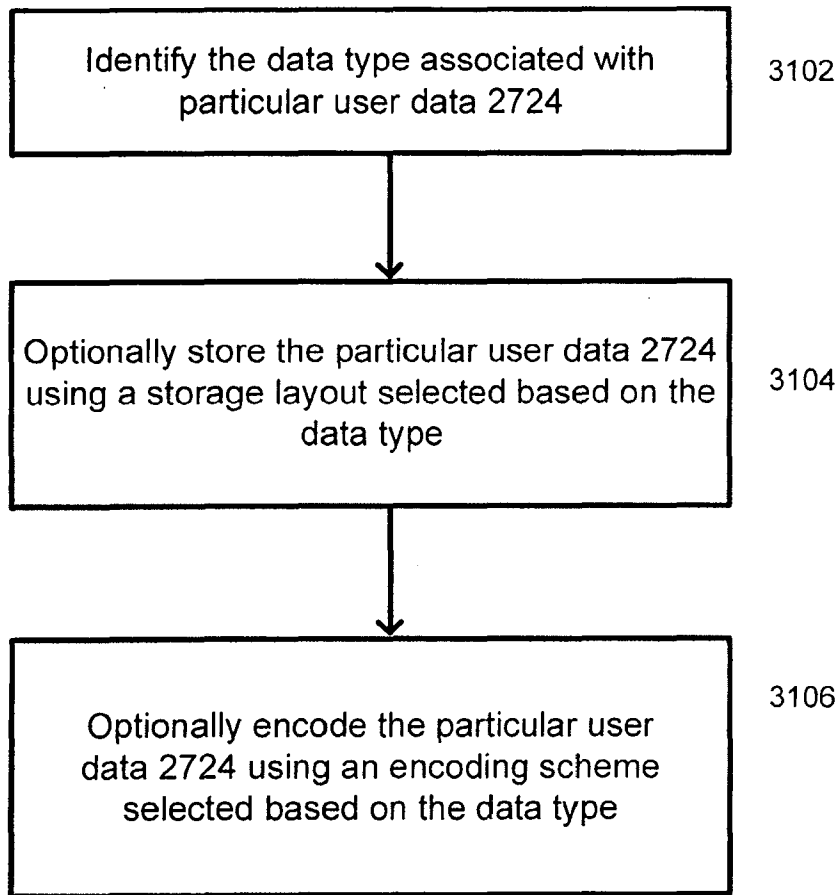 Identify the data type associated with
particular user data 2724
3102
Optionally store the particular user data 2724
using a storage layout selected based on the
data type
3104
Optionally encode the particular user
data 2724 using an encoding scheme
selected based on the data type
3106